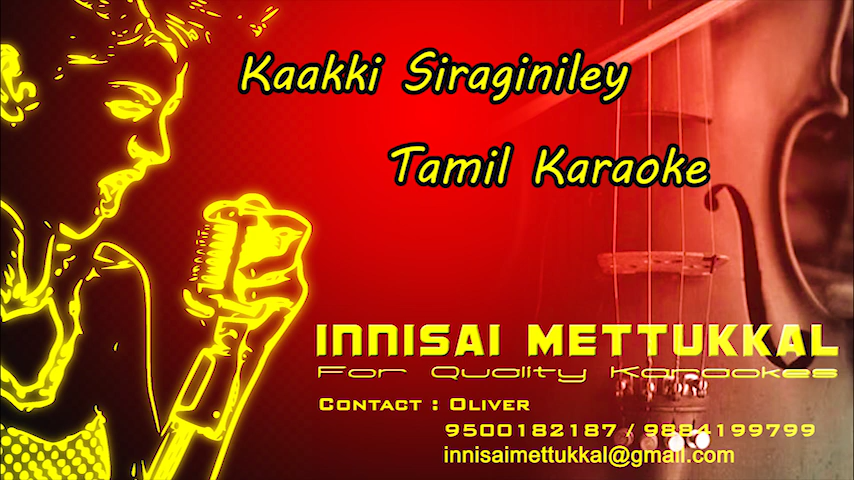 Kaakki Siraginiley
Tamil Karaoke
INNISAI METTUKKAL
For Quality Karaokes
Contact : Oliver
9500182187 / 9884199799
innisaimettukkal@gmail.com